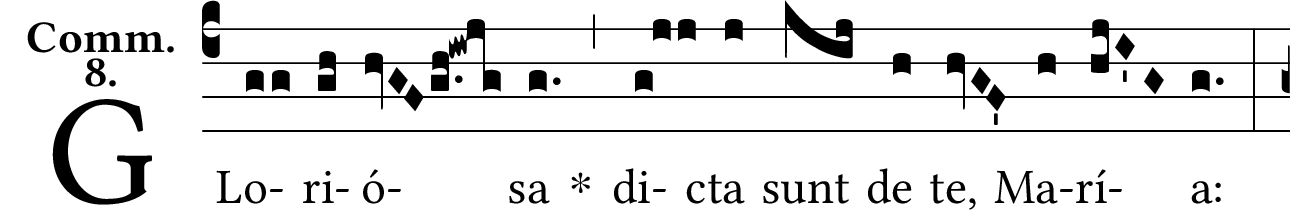 Comm.
8.
GLo- ri- ó- sa * di- cta sunt de te, Ma-rí- a: